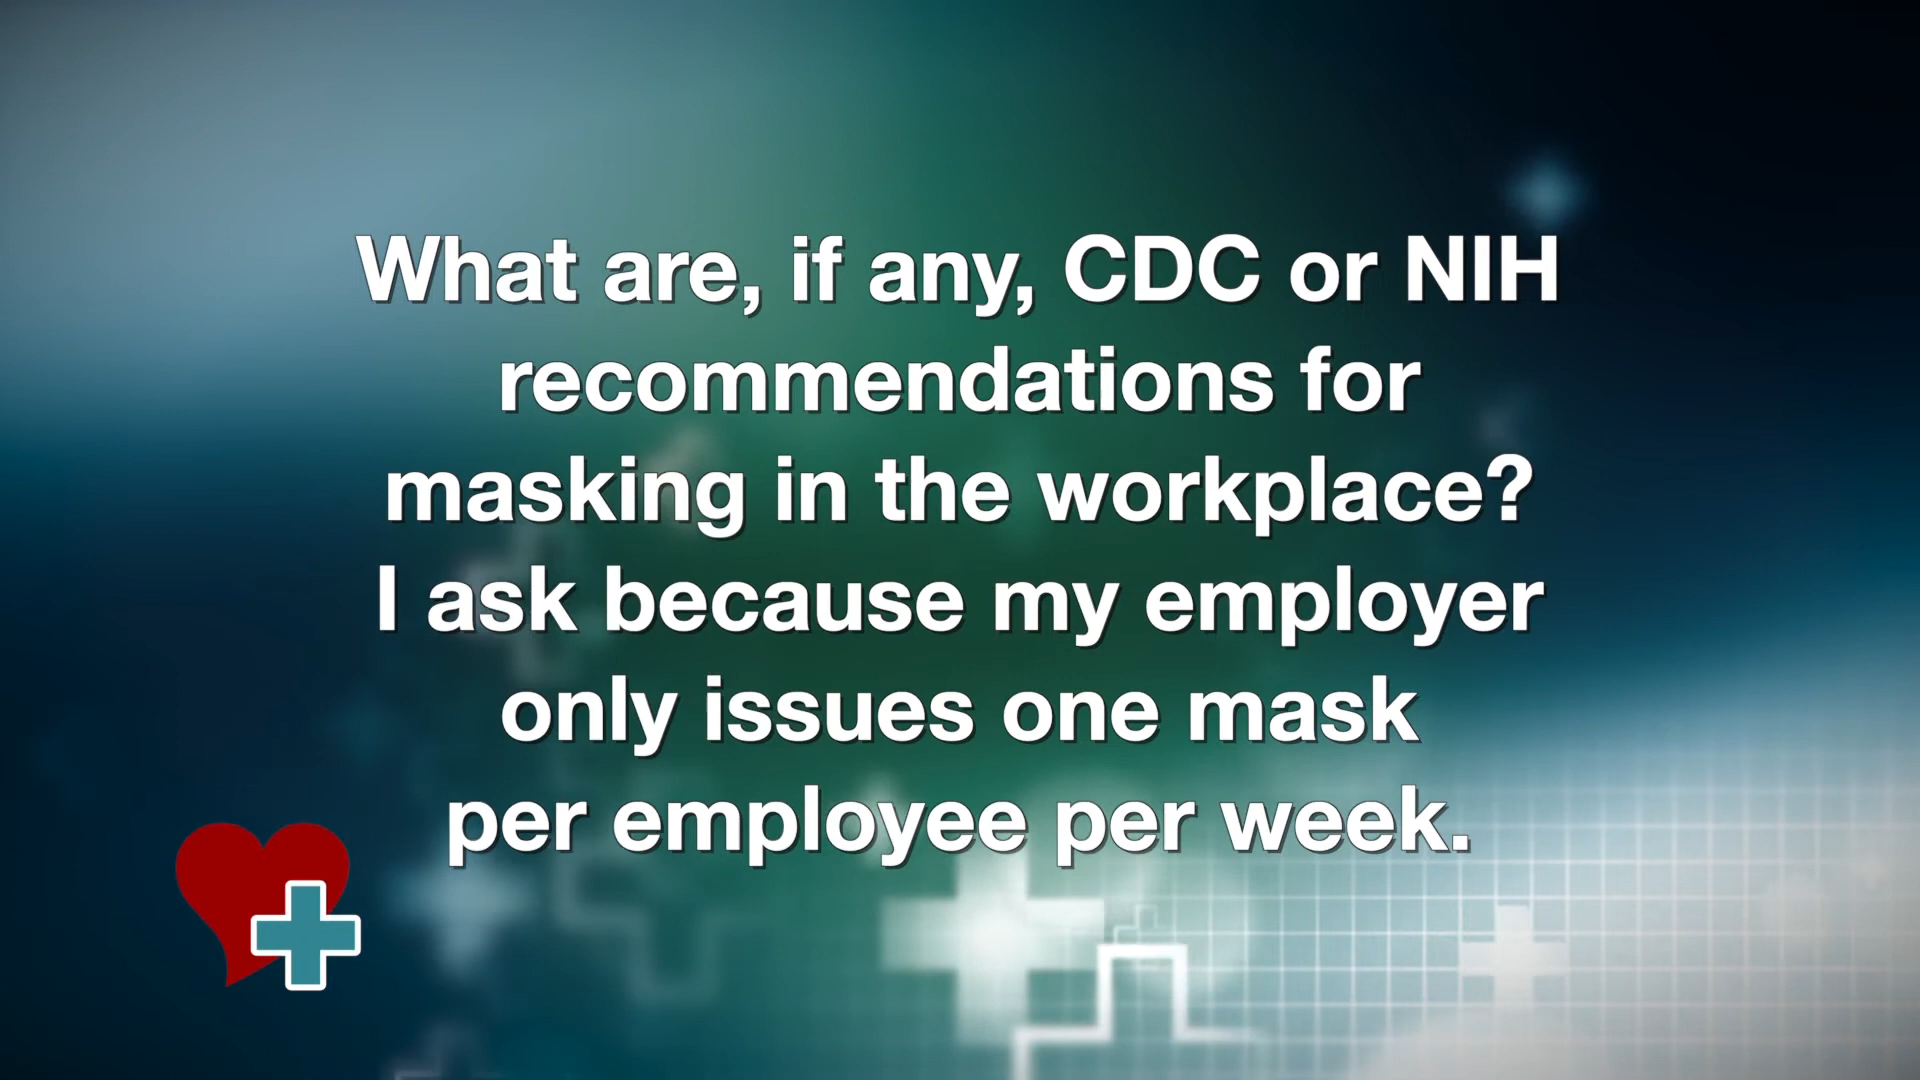 What are, if any, CDC or NIH
recommendations for
masking in the workplace?
I ask because my employer
only issues one mask
per employee per week.